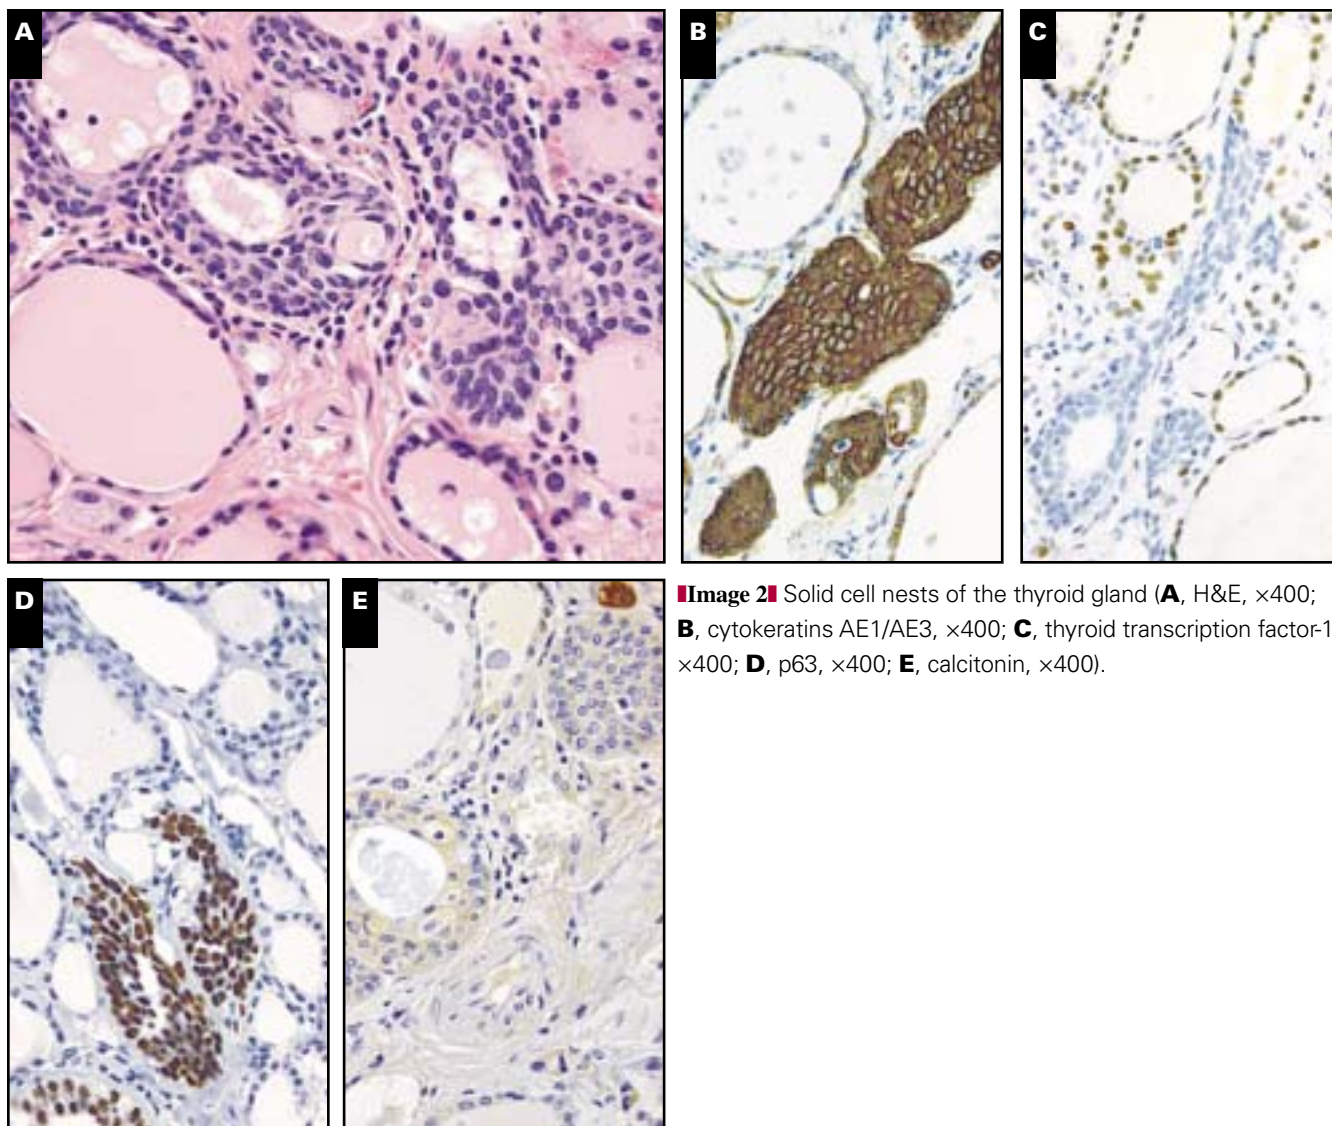 A
B
C
D
E
Image 2 Solid cell nests of the thyroid gland (A, H&E, ×400;
B, cytokeratins AE1/AE3, ×400; C, thyroid transcription factor-1
×400; D, p63, ×400; E, calcitonin, ×400).